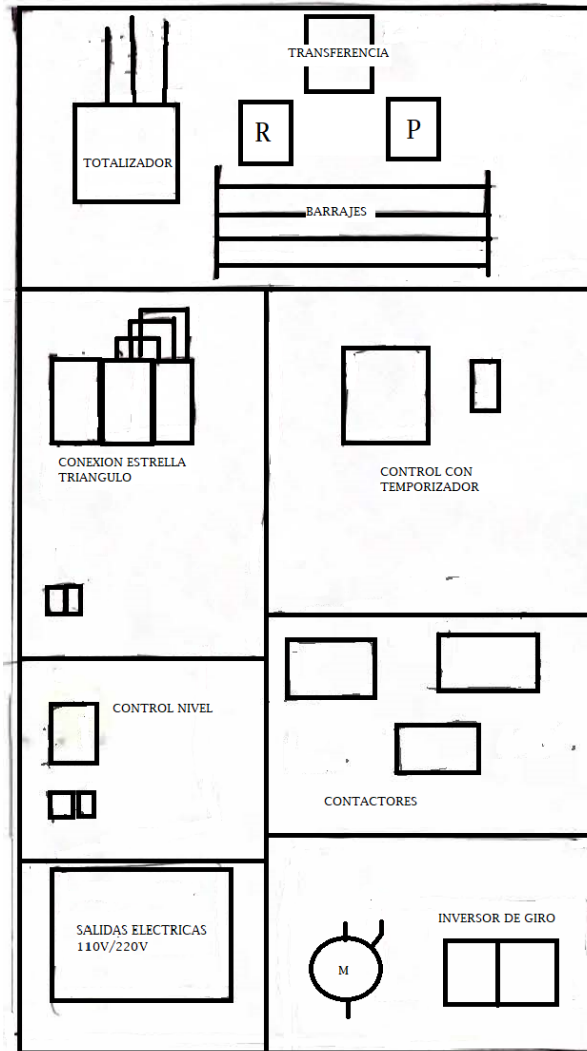 TRANSFERENCIA
R
P
TOTALIZADOR
BARRAJES
CONEXION ESTRELLA
TRIANGULO
CONTROL CON
TEMPORIZADOR
CONTROL NIVEL
CONTACTORES
SALIDAS ELECTRICAS
110V/220V
INVERSOR DE GIRO
M